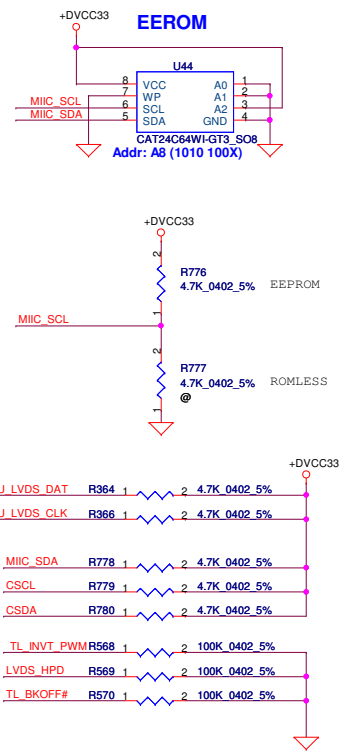 EEROM
+DVCC33
U44
8 VCC A0 1
7 WP A1 2
MIIC_SCL 6 SCL A2 3
MIIC_SDA 5 SDA GND 4
CAT24C64WI-GT3_SO8
Addr: A8 (1010 100X)
+DVCC33
2
R776
4.7K_0402_5% EEPROM
1
MIIC_SCL
2
R777
4.7K_0402_5% ROMLESS
@
1
+DVCC33
U_LVDS_DAT R364 1 2 4.7K_0402_5%
U_LVDS_CLK R366 1 2 4.7K_0402_5%
MIIC_SDA R778 1 2 4.7K_0402_5%
CSCL R779 1 2 4.7K_0402_5%
CSDA R780 1 2 4.7K_0402_5%
TL_INVT_PWM R568 1 2 100K_0402_5%
LVDS_HPD R569 1 2 100K_0402_5%
TL_BKOFF# R570 1 2 100K_0402_5%